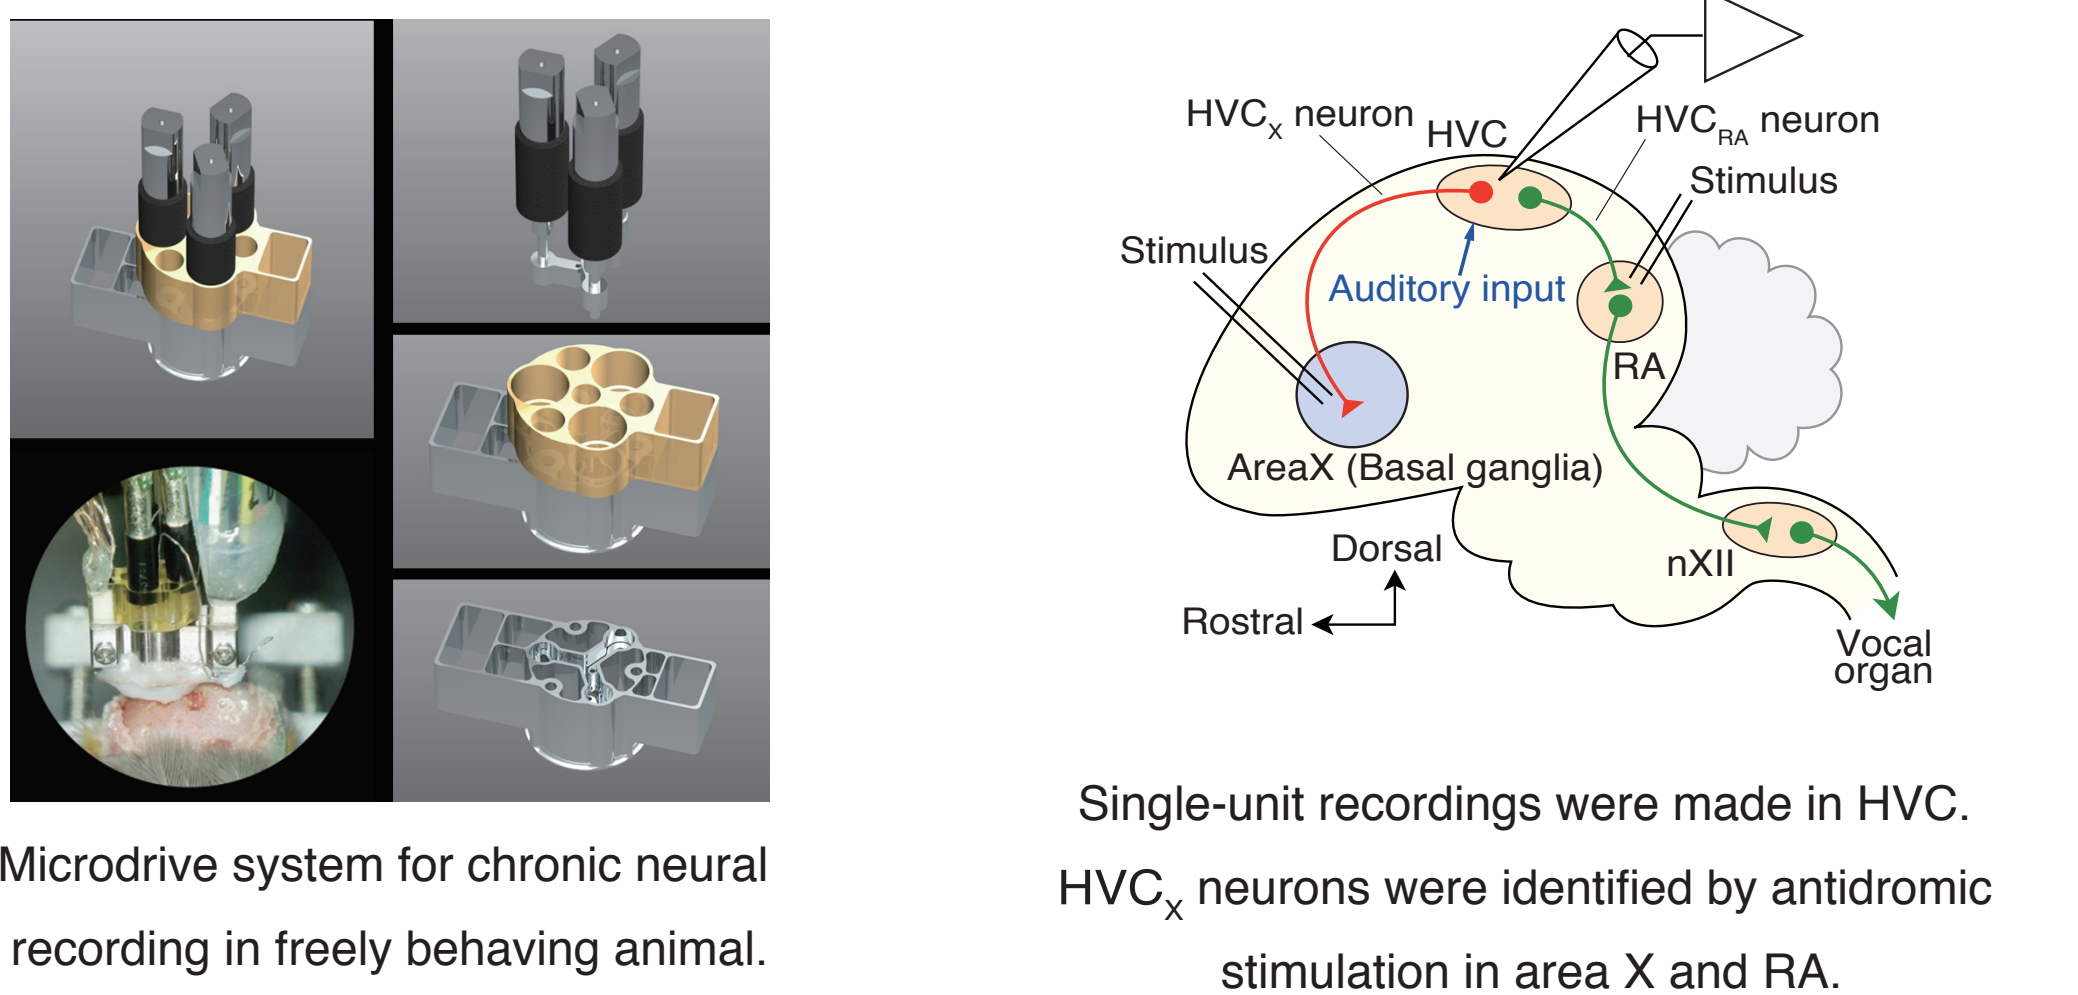 HVCX neuron
HVC
HVCRA neuron
Stimulus
Stimulus
Auditory input
RA
AreaX (Basal ganglia)
Dorsal
nXII
Rostral
Vocal
organ
Microdrive system for chronic neural
recording in freely behaving animal.
Single-unit recordings were made in HVC.
HVCX neurons were identified by antidromic
stimulation in area X and RA.